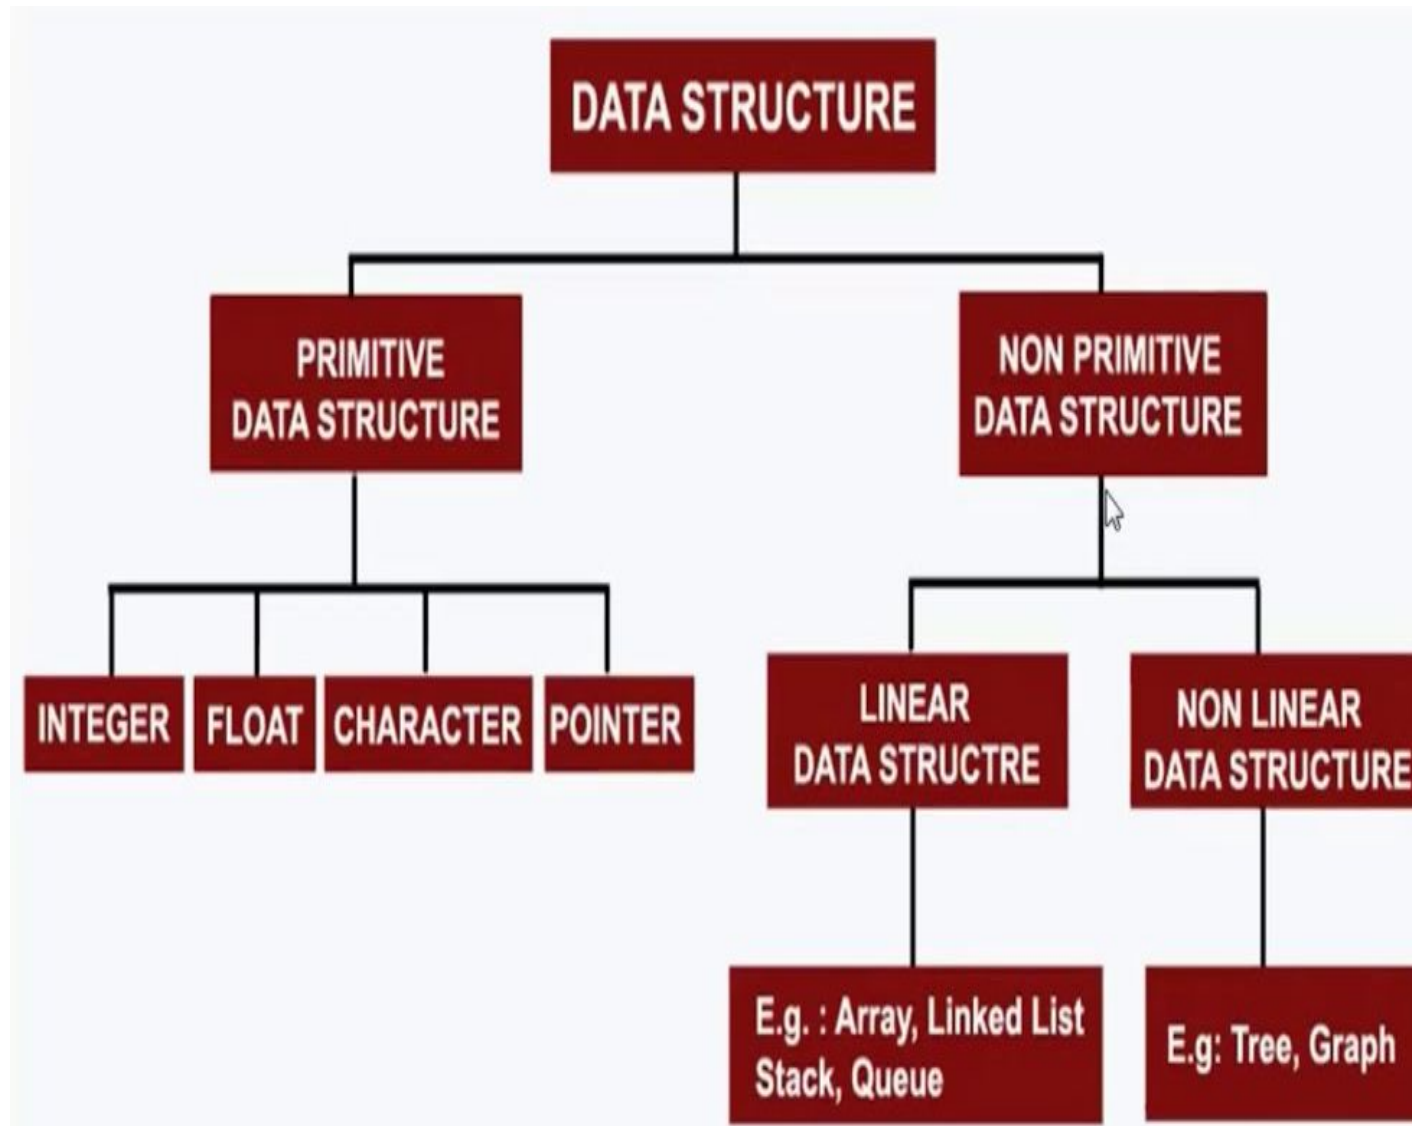 DATA STRUCTURE
PRIMITIVE
DATA STRUCTURE
NON PRIMITIVE
DATA STRUCTURE
INTEGER
FLOAT
CHARACTER
POINTER
LINEAR
DATA STRUCTRE
NON LINEAR
DATA STRUCTURE
E.g. : Array, Linked List
Stack, Queue
E.g: Tree, Graph